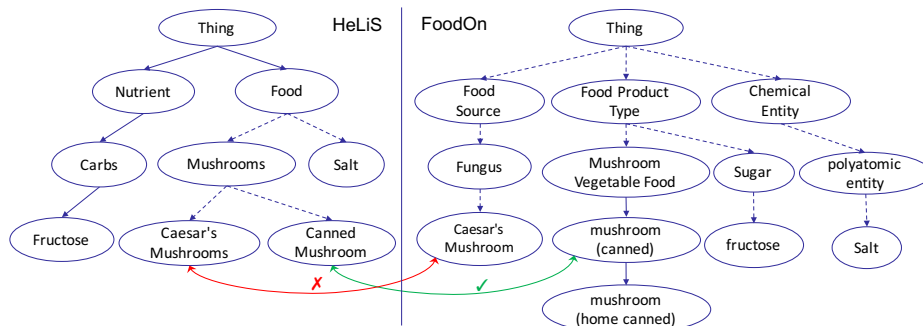 HeLiS
FoodOn
Thing
Nutrient
Food
Carbs
Mushrooms
Salt
Fructose
Caesar's
Mushrooms
Canned
Mushroom
✗
Thing
Food
Source
Food Product
Type
Chemical
Entity
Fungus
Mushroom
Vegetable Food
Sugar
polyatomic
entity
Caesar's
Mushroom
mushroom
(canned)
fructose
Salt
✓
mushroom
(home canned)